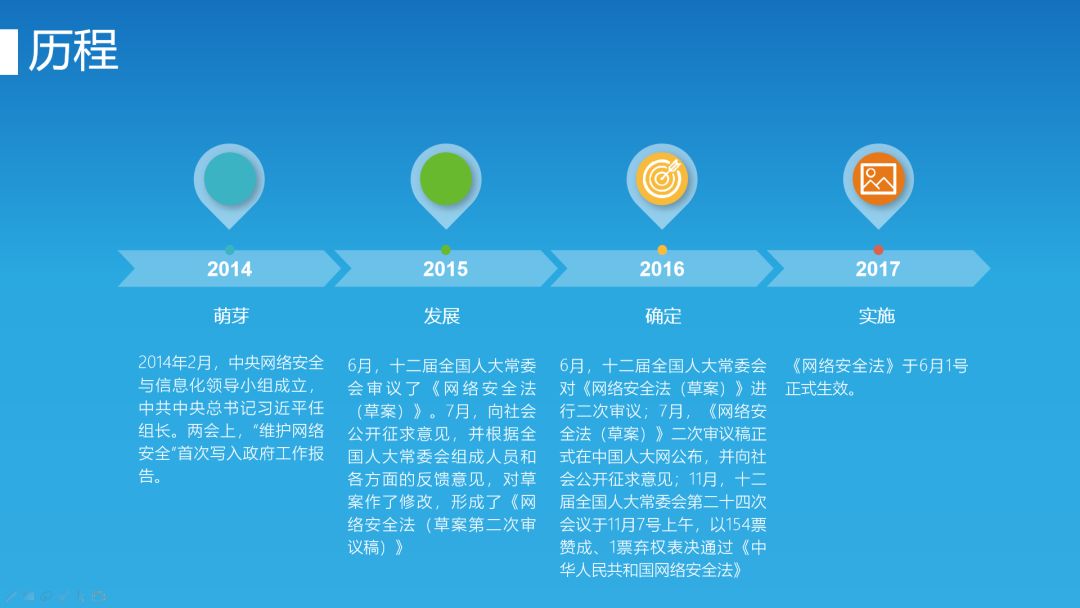 历程
2014
2015
2016
2017
萌芽
发展
确定
实施
2014年2月，中央网络安全
与信息化领导小组成立，
中共中央总书记习近平任
组长。两会上，“维护网络
安全”首次写入政府工作报
告。
6月，十二届全国人大常委
会审议了《网络安全法
（草案）》。7月，向社会
公开征求意见，并根据全
国人大常委会组成人员和
各方面的反馈意见，对草
案作了修改，形成了《网
络安全法（草案第二次审
议稿）》
6月，十二届全国人大常委会
对《网络安全法（草案）》进
行二次审议；7月，《网络安
全法（草案）》二次审议稿正
式在中国人大网公布，并向社
会公开征求意见；11月，十二
届全国人大常委会第二十四次
会议于11月7号上午，以154票
赞成、1票弃权表决通过《中
华人民共和国网络安全法》
《网络安全法》于6月1号
正式生效。